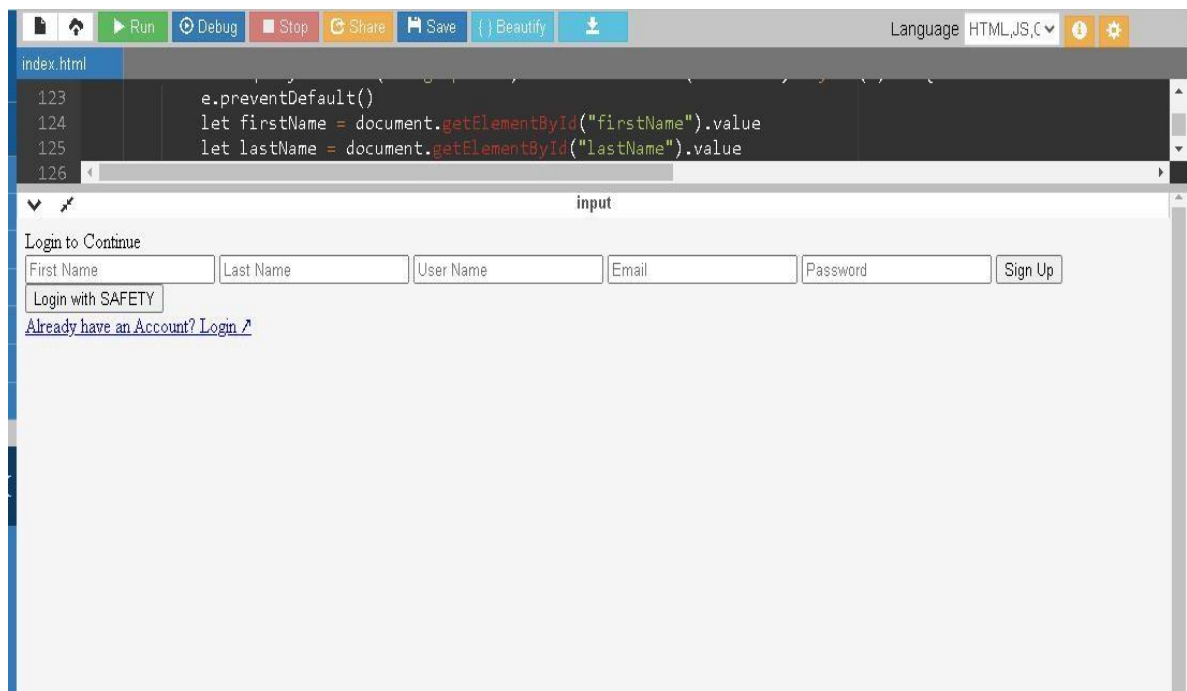 Run Debug Stop Share Save { } Beautify Language HTML,JS,C
index.html
123 e.preventDefault()
124 let firstName = document.getElementById("firstName").value
125 let lastName = document.getElementById("lastName").value
126
input
Login to Continue
First Name Last Name User Name Email Password Sign Up
Login with SAFETY
Already have an Account? Login ↗